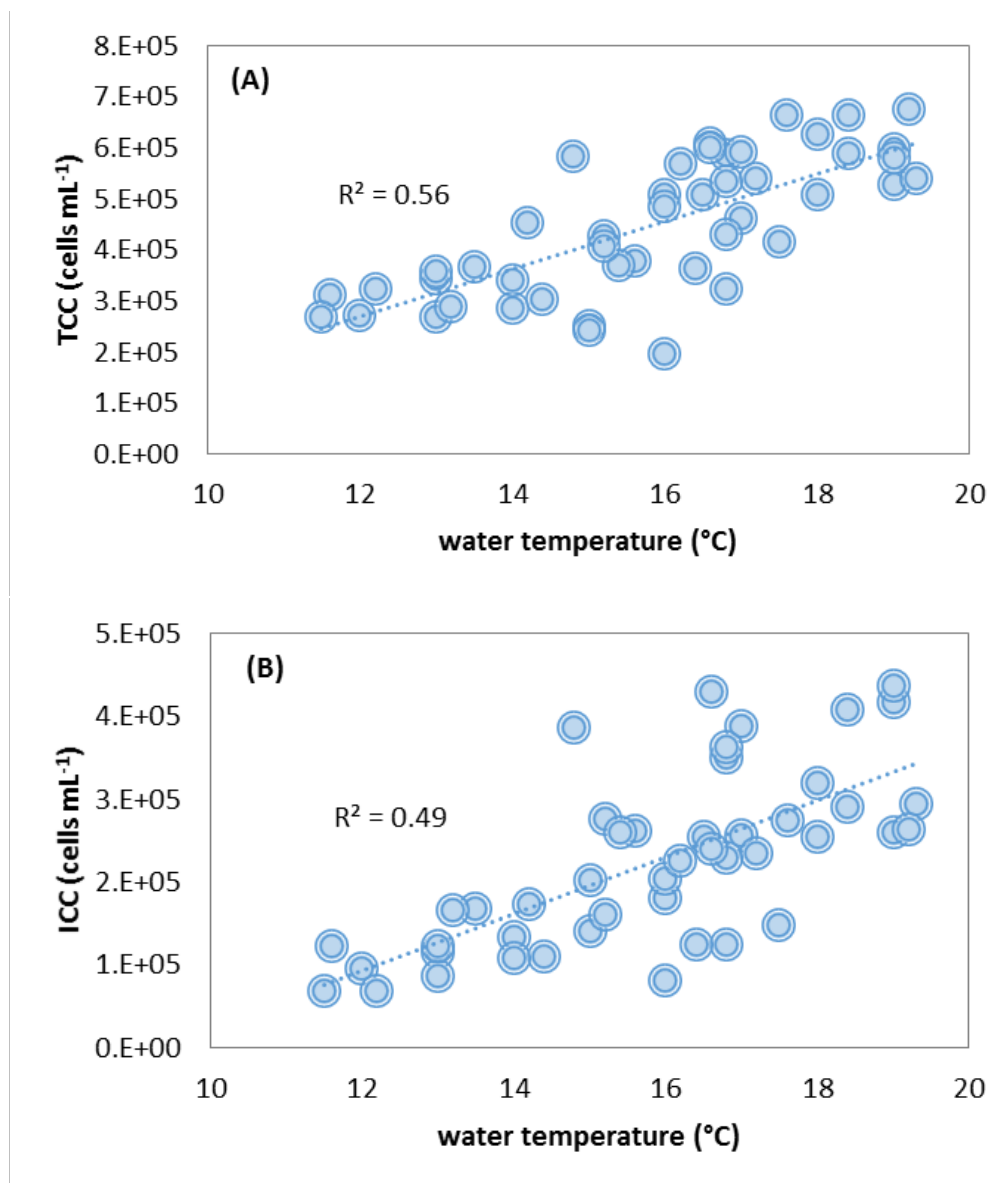 8.E+05
(A)
7.E+05
6.E+05
R² = 0.56
5.E+05
4.E+05
3.E+05
2.E+05
1.E+05
0.E+00
TCC (cells mL⁻¹)
10 12 14 16 18 20
water temperature (°C)
5.E+05
(B)
4.E+05
R² = 0.49
3.E+05
2.E+05
1.E+05
0.E+00
ICC (cells mL⁻¹)
10 12 14 16 18 20
water temperature (°C)